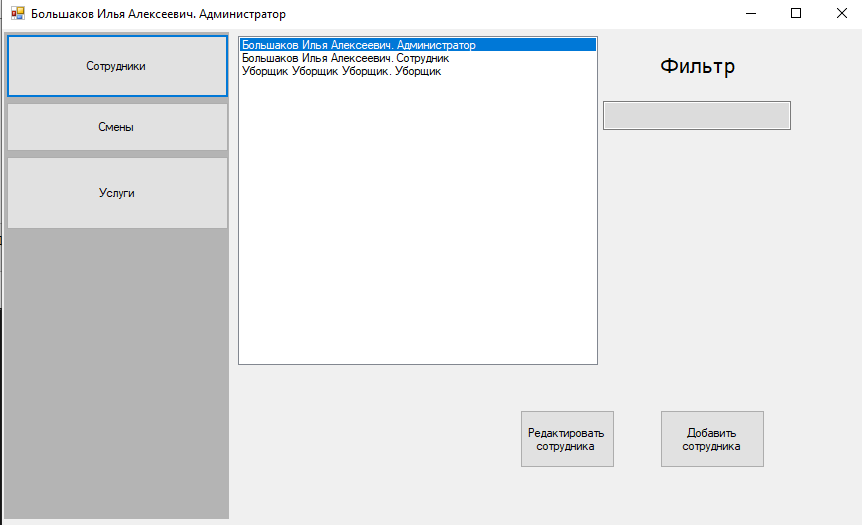 Большаков Илья Алексеевич. Администратор
Сотрудники
Смены
Услуги
Большаков Илья Алексеевич. Администратор
Большаков Илья Алексеевич. Сотрудник
Уборщик Уборщик Уборщик. Уборщик
Фильтр
Редактировать
сотрудника
Добавить
сотрудника